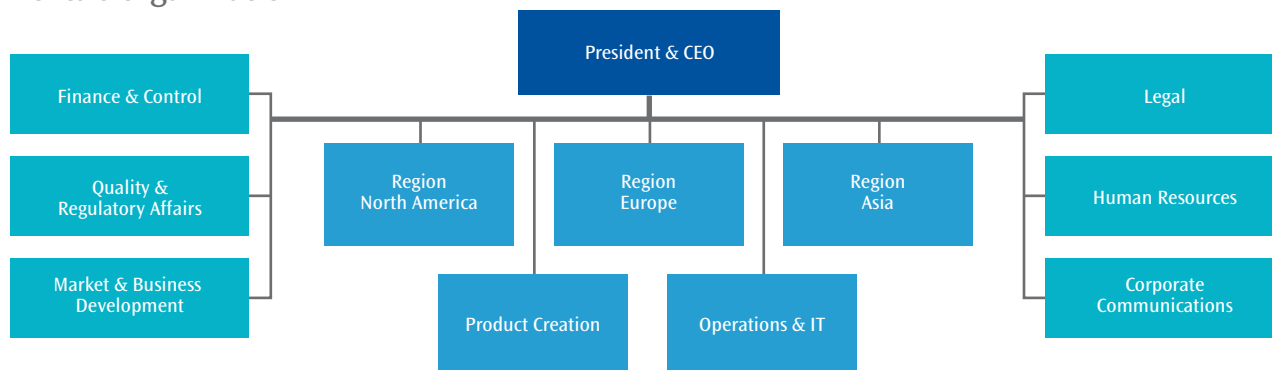 President & CEO
Finance & Control
Legal
Region
North America
Region
Europe
Region
Asia
Quality &
Regulatory Affairs
Human Resources
Market & Business
Development
Corporate
Communications
Product Creation
Operations & IT